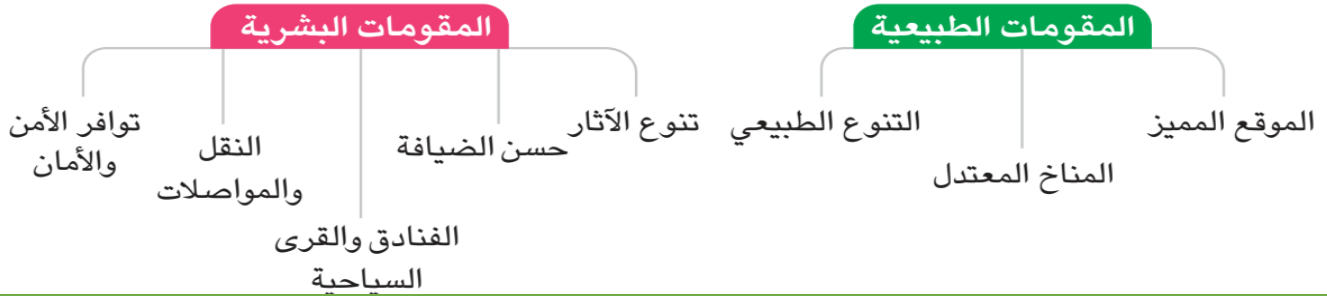 المقومات الطبيعية
الموقع المميز
المناخ المعتدل
التنوع الطبيعي
المقومات البشرية
تنوع الآثار
حسن الضيافة
الفنادق والقرى
السياحية
النقل
والمواصلات
توافر الأمن
والأمان